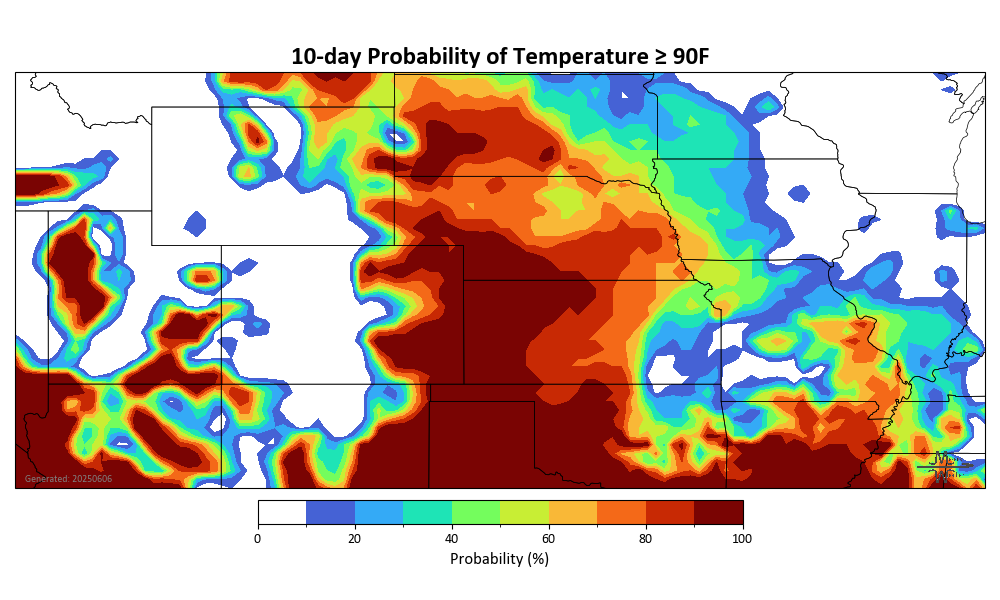 10-day Probability of Temperature ≥ 90F
Generated: 20250606
0 20 40 60 80 100
Probability (%)